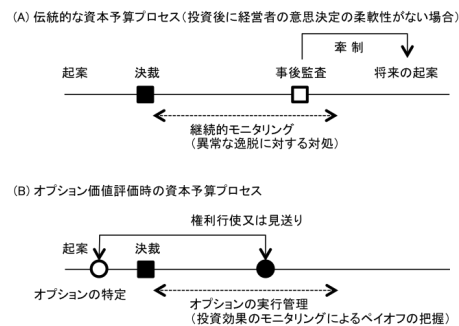 (A) 伝統的な資本予算プロセス(投資後に経営者の意思決定の柔軟性がない場合)
牽 制
起案 決裁 事後監査 将来の起案
継続的モニタリング
(異常な逸脱に対する対処)
(B) オプション価値評価時の資本予算プロセス
権利行使又は見送り
起案 決裁
オプションの特定
オプションの実行管理
(投資効果のモニタリングによるペイオフの把握)